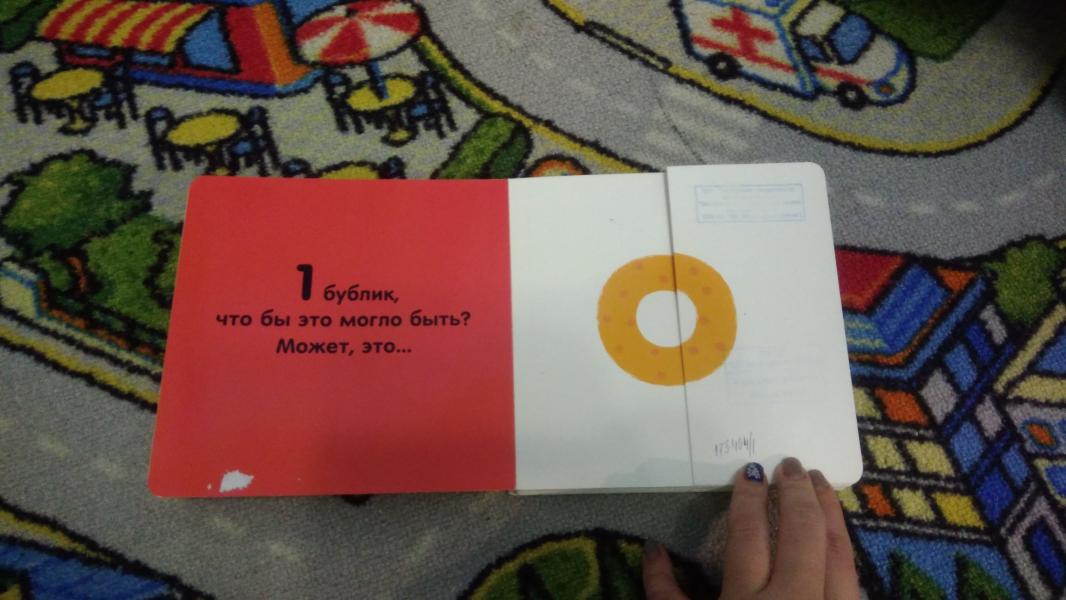 1 бублик,
что бы это могло быть?
Может, это...